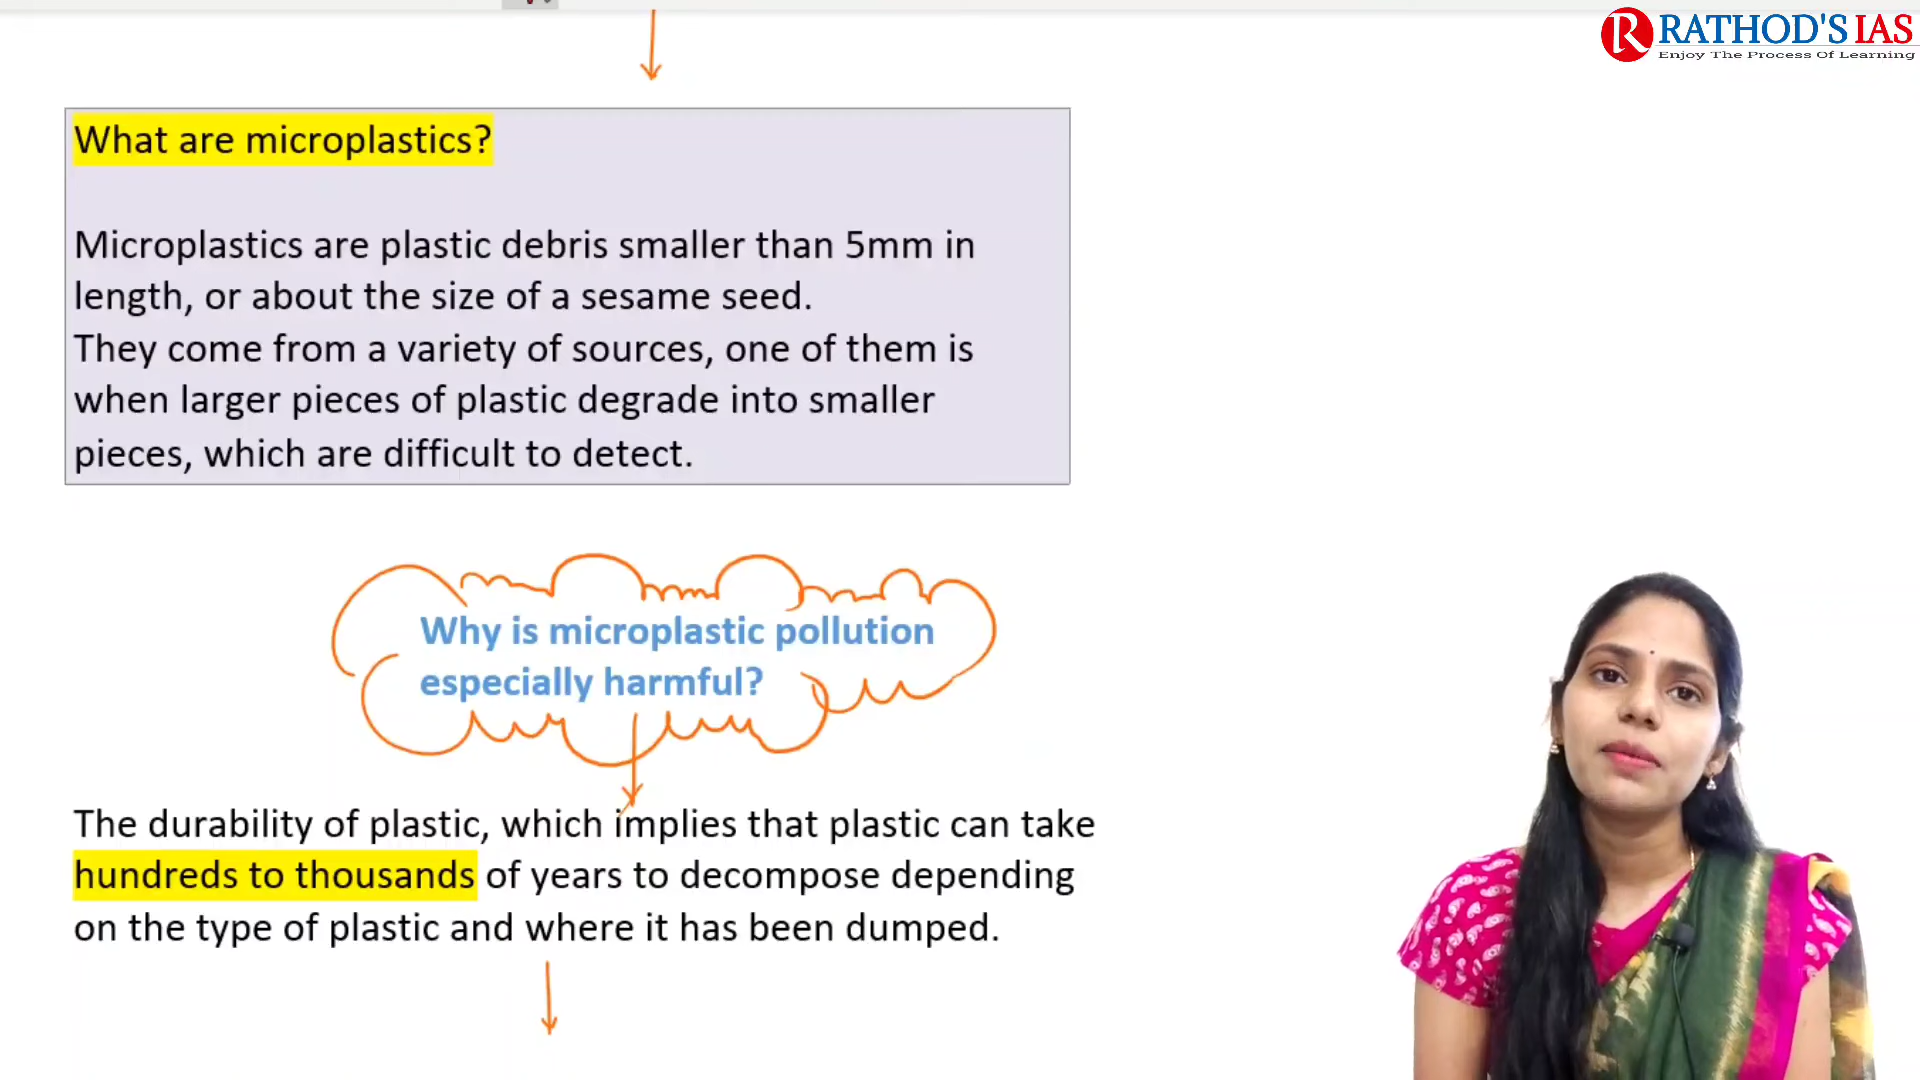 RATHOD'S IAS
Enjoy The Process Of Learning
What are microplastics?
Microplastics are plastic debris smaller than 5mm in
length, or about the size of a sesame seed.
They come from a variety of sources, one of them is
when larger pieces of plastic degrade into smaller
pieces, which are difficult to detect.
Why is microplastic pollution
especially harmful?
The durability of plastic, which implies that plastic can take
hundreds to thousands of years to decompose depending
on the type of plastic and where it has been dumped.